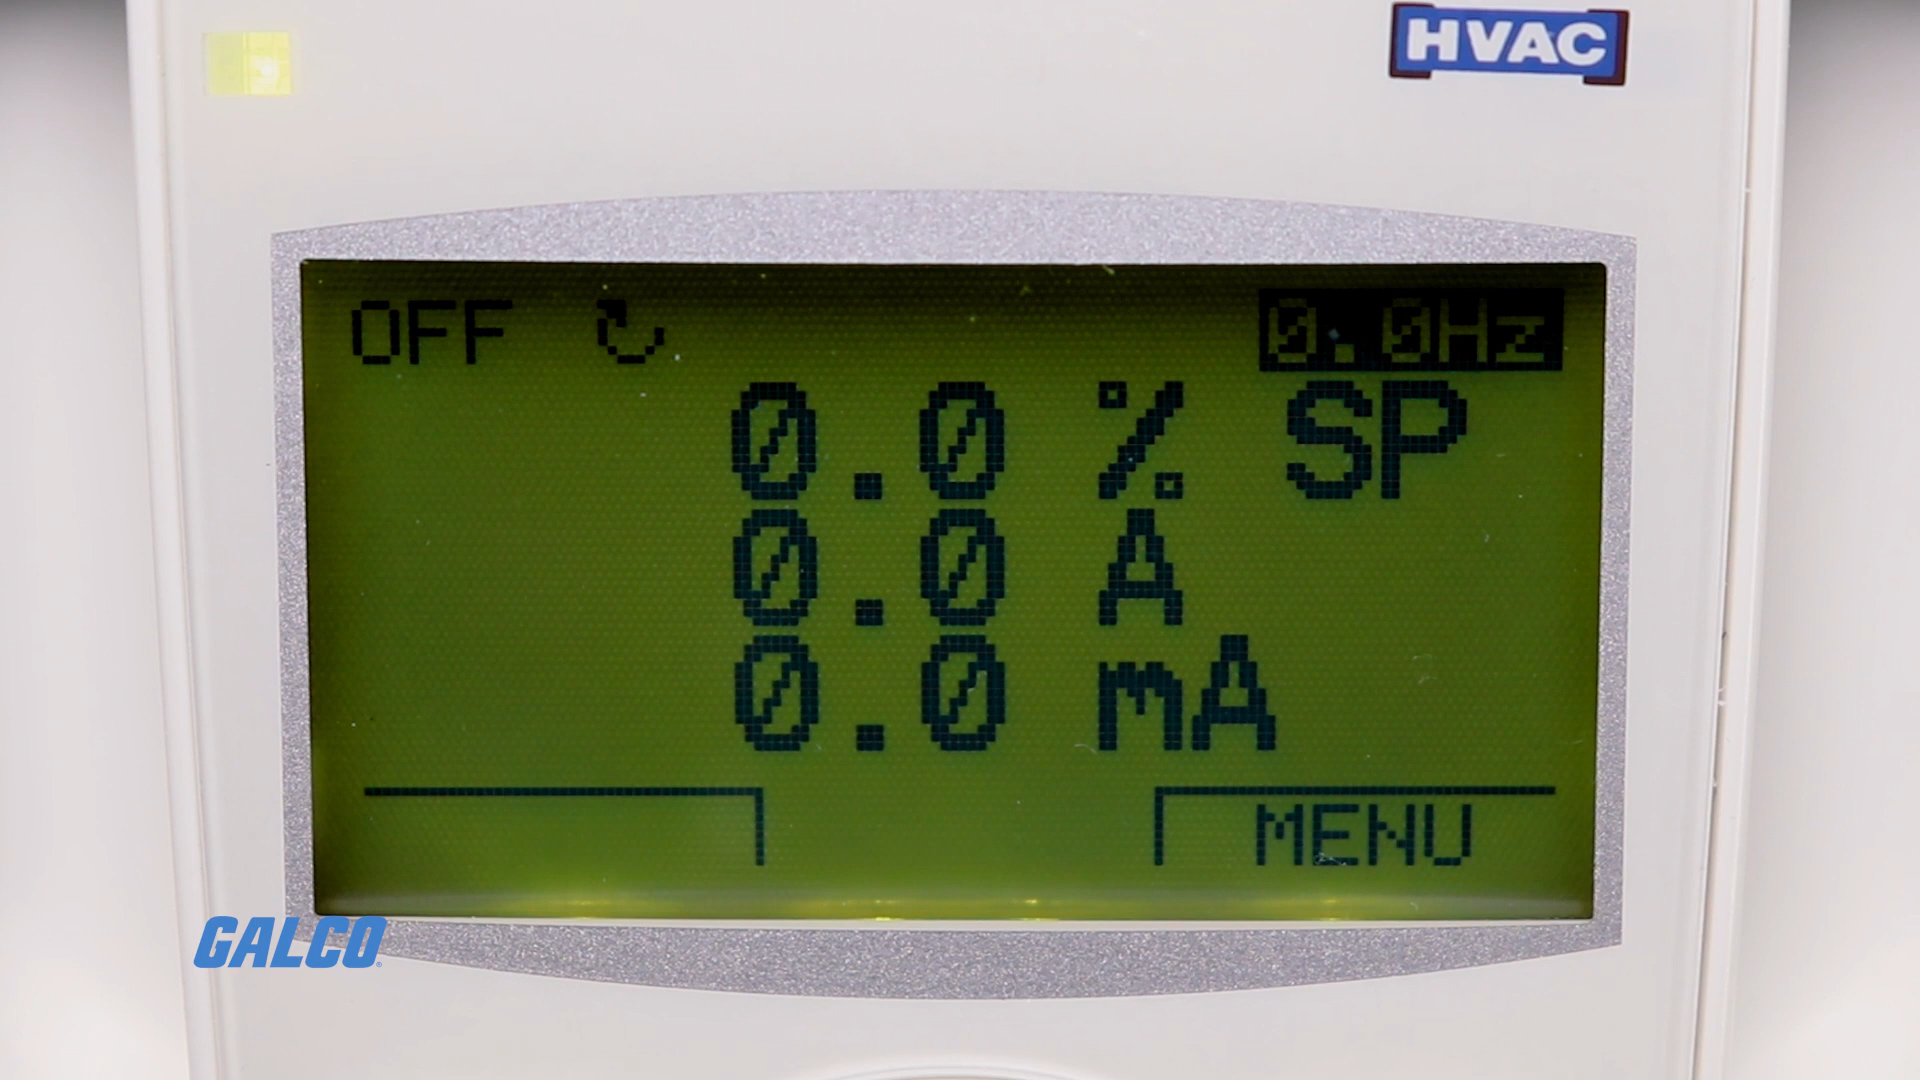 HVAC
OFF ↻ 0.0Hz
0.0 % SP
0.0 A
0.0 mA
MENU
GALCO®